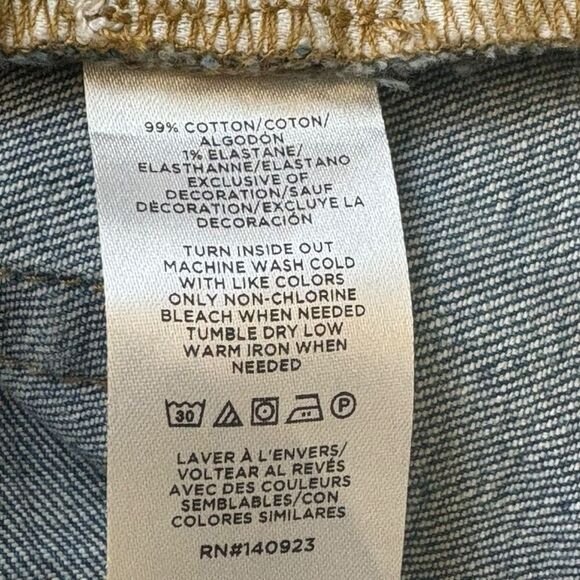 99% COTTON/COTON/
ALGODÓN
1% ELASTANE/
ELASTHANNE/ELASTANO
EXCLUSIVE OF
DECORATION/SAUF
DÉCORATION/EXCLUYE LA
DECORACIÓN
TURN INSIDE OUT
MACHINE WASH COLD
WITH LIKE COLORS
ONLY NON-CHLORINE
BLEACH WHEN NEEDED
TUMBLE DRY LOW
WARM IRON WHEN
NEEDED
30 P
LAVER À L'ENVERS/
VOLTEAR AL REVÉS
AVEC DES COULEURS
SEMBLABLES/CON
COLORES SIMILARES
RN#140923